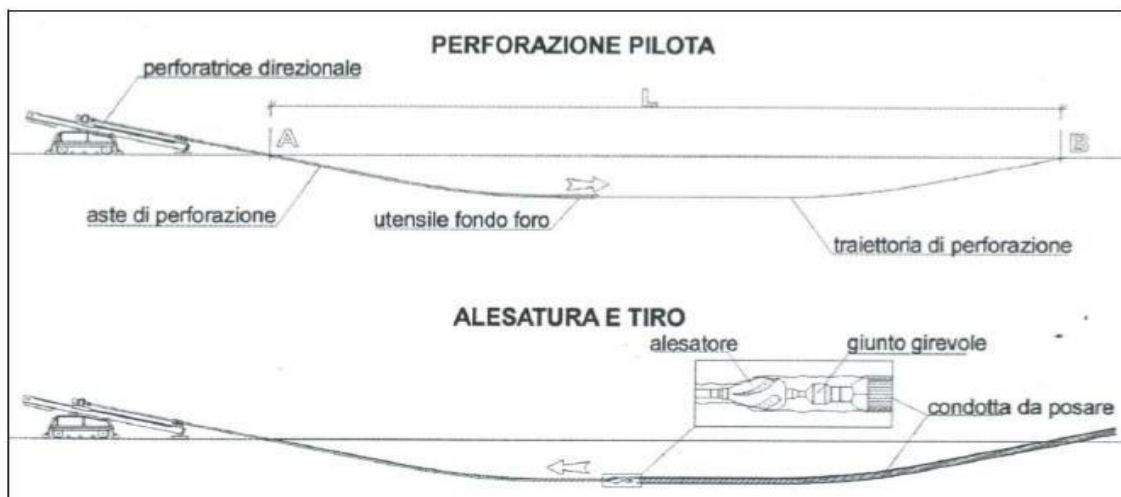 PERFORAZIONE PILOTA
perforatrice direzionale
L
A
B
aste di perforazione
utensile fondo foro
traiettoria di perforazione
ALESATURA E TIRO
alesatore
giunto girevole
condotta da posare